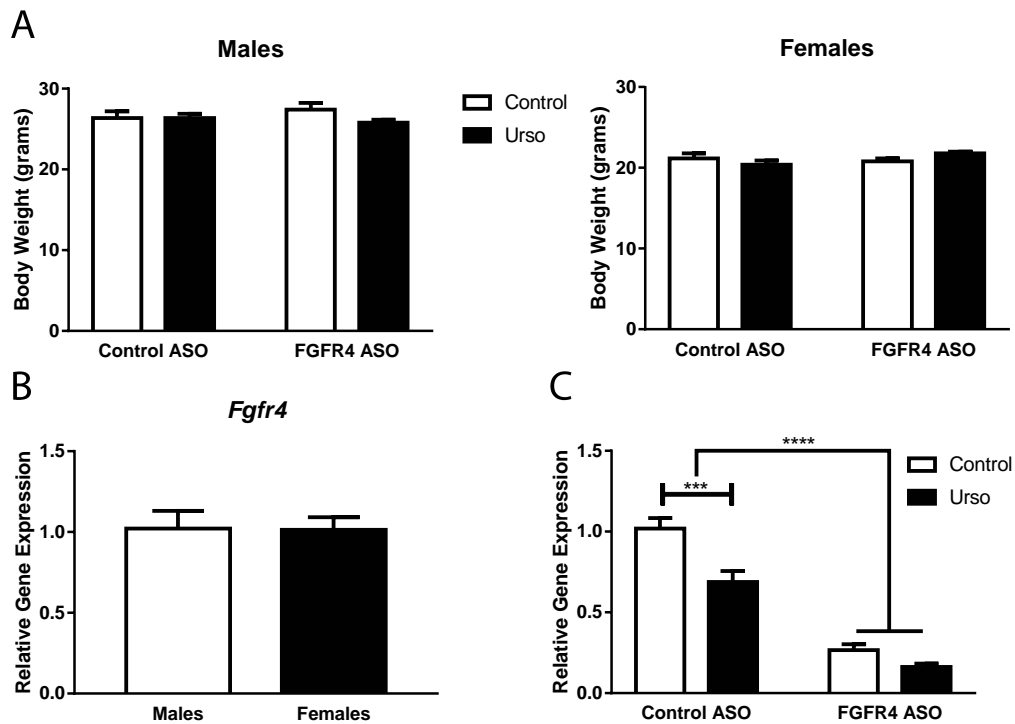 A
Males
Body Weight (grams)
30
20
10
0
Control ASO
FGFR4 ASO
Control
Urso
Females
Body Weight (grams)
30
20
10
0
Control ASO
FGFR4 ASO
B
Fgfr4
Relative Gene Expression
1.5
1.0
0.5
0.0
Males
Females
C
Relative Gene Expression
1.5
1.0
0.5
0.0
****
***
Control
Urso
Control ASO
FGFR4 ASO